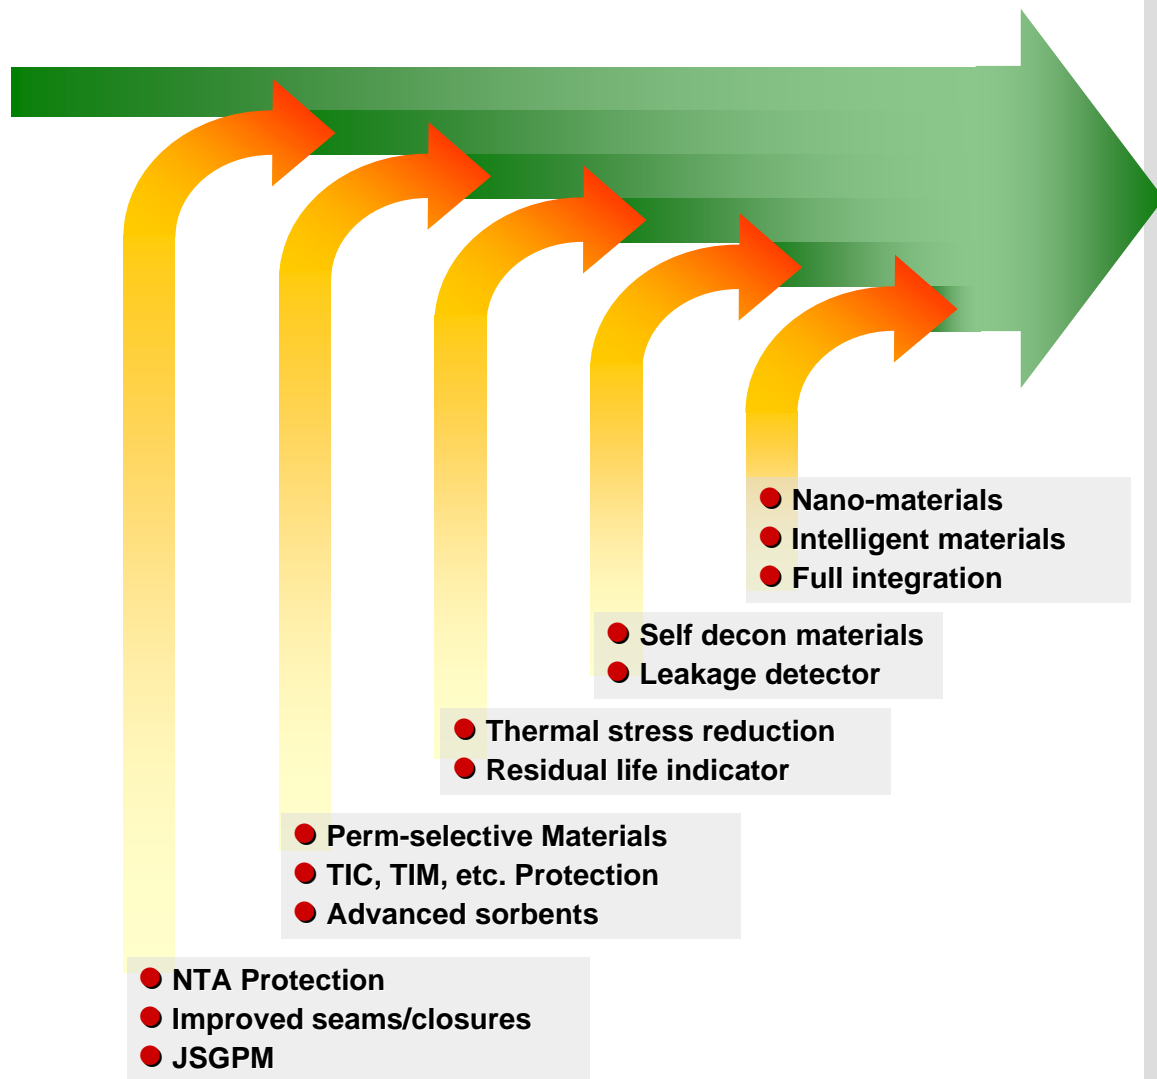 Nano-materials
Intelligent materials
Full integration
Self decon materials
Leakage detector
Thermal stress reduction
Residual life indicator
Perm-selective Materials
TIC, TIM, etc. Protection
Advanced sorbents
NTA Protection
Improved seams/closures
JSGPM